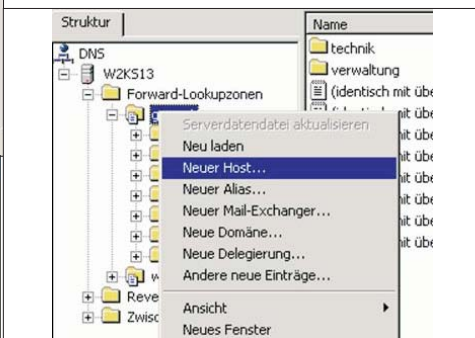 Struktur
Name
DNS
W2KS13
Forward-Lookupzonen
technik
verwaltung
(identisch mit übe
Serverdatendatei aktualisieren
Neu laden
Neuer Host...
Neuer Alias...
Neuer Mail-Exchanger...
Neue Domäne...
Neue Delegierung...
Andere neue Einträge...
Ansicht
Neues Fenster
Reve
Zwisc